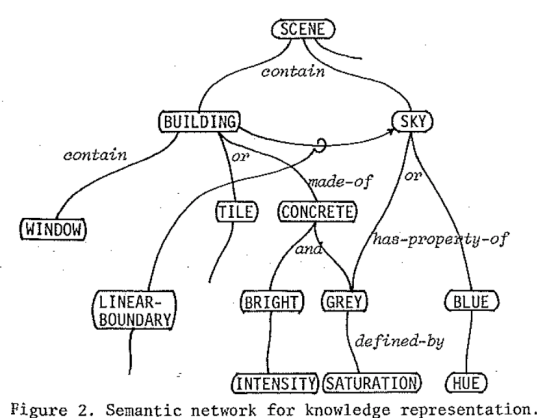 SCENE
contain
BUILDING
SKY
contain
or
or
made-of
WINDOW
TILE
CONCRETE
and
has-property-of
LINEAR-
BOUNDARY
BRIGHT
GREY
BLUE
defined-by
INTENSITY
SATURATION
HUE
Figure 2. Semantic network for knowledge representation.